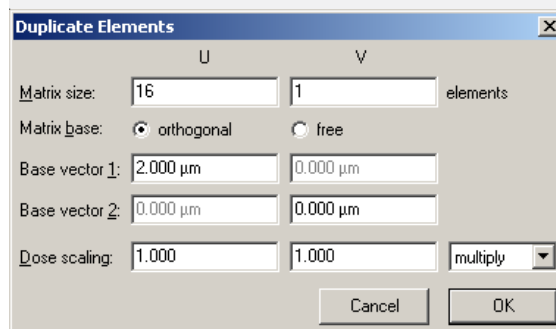 Duplicate Elements
U V
Matrix size: 16 1 elements
Matrix base: orthogonal free
Base vector 1: 2.000 µm 0.000 µm
Base vector 2: 0.000 µm 0.000 µm
Dose scaling: 1.000 1.000 multiply
Cancel OK